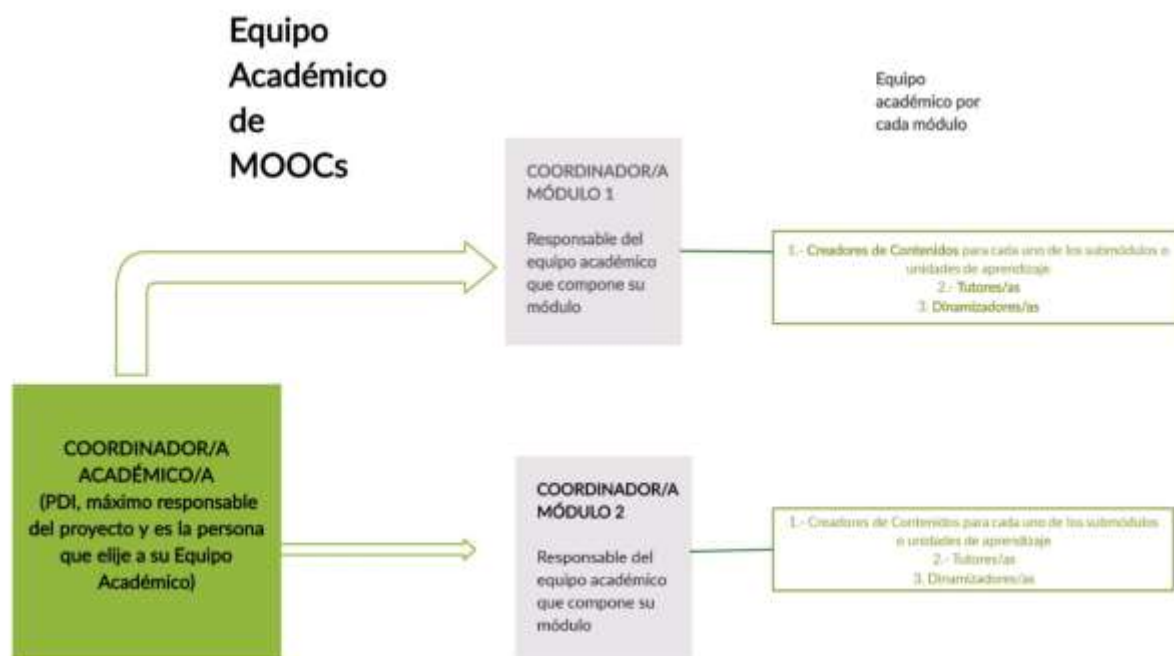 Equipo
Académico
de
MOOCs
Equipo
académico por
cada módulo
COORDINADOR/A
MÓDULO 1
Responsable del
equipo académico
que compone su
módulo
1.- Creadores de Contenidos para cada uno de los submódulos o
unidades de aprendizaje
2.- Tutores/as
3. Dinamizadores/as
COORDINADOR/A
ACADÉMICO/A
(PDI, máximo responsable
del proyecto y es la persona
que elije a su Equipo
Académico)
COORDINADOR/A
MÓDULO 2
Responsable del
equipo académico
que compone su
módulo
1.- Creadores de Contenidos para cada uno de los submódulos
o unidades de aprendizaje
2.- Tutores/as
3. Dinamizadores/as